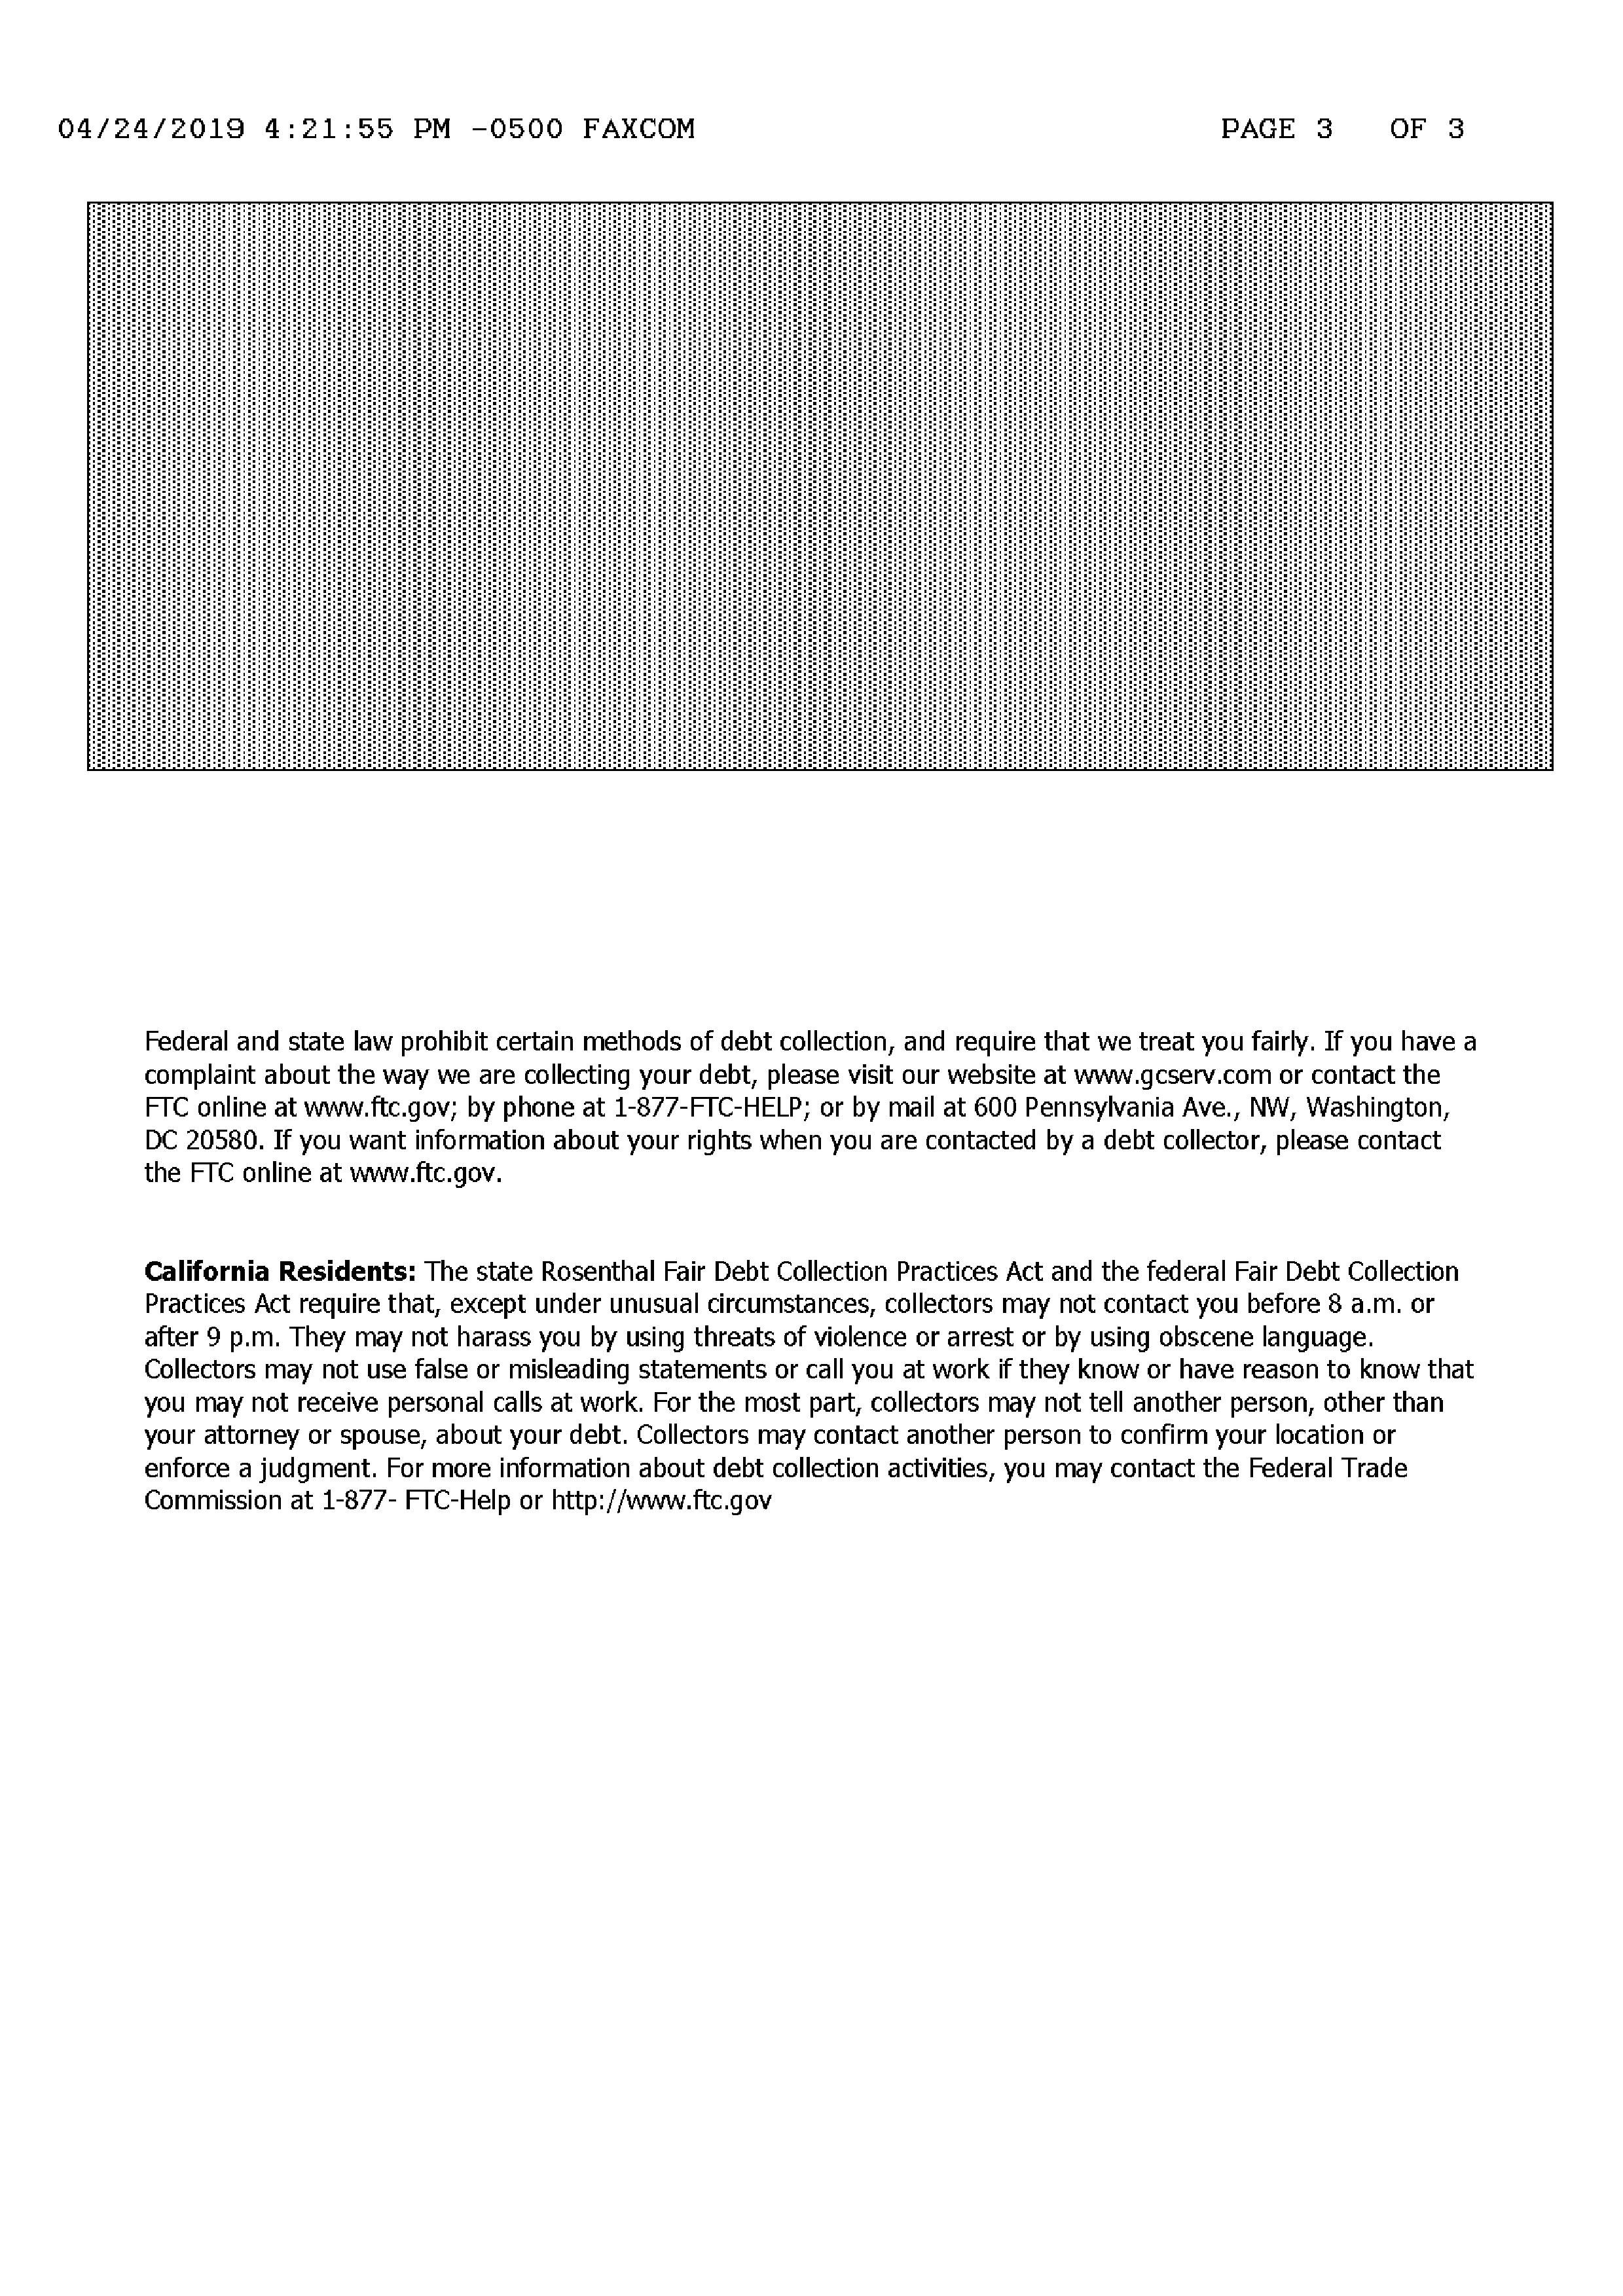 04/24/2019 4:21:55 PM -0500 FAXCOM PAGE 3 OF 3
Federal and state law prohibit certain methods of debt collection, and require that we treat you fairly. If you have a
complaint about the way we are collecting your debt, please visit our website at www.gcserv.com or contact the
FTC online at www.ftc.gov; by phone at 1-877-FTC-HELP; or by mail at 600 Pennsylvania Ave., NW, Washington,
DC 20580. If you want information about your rights when you are contacted by a debt collector, please contact
the FTC online at www.ftc.gov.
California Residents: The state Rosenthal Fair Debt Collection Practices Act and the federal Fair Debt Collection
Practices Act require that, except under unusual circumstances, collectors may not contact you before 8 a.m. or
after 9 p.m. They may not harass you by using threats of violence or arrest or by using obscene language.
Collectors may not use false or misleading statements or call you at work if they know or have reason to know that
you may not receive personal calls at work. For the most part, collectors may not tell another person, other than
your attorney or spouse, about your debt. Collectors may contact another person to confirm your location or
enforce a judgment. For more information about debt collection activities, you may contact the Federal Trade
Commission at 1-877- FTC-Help or http://www.ftc.gov